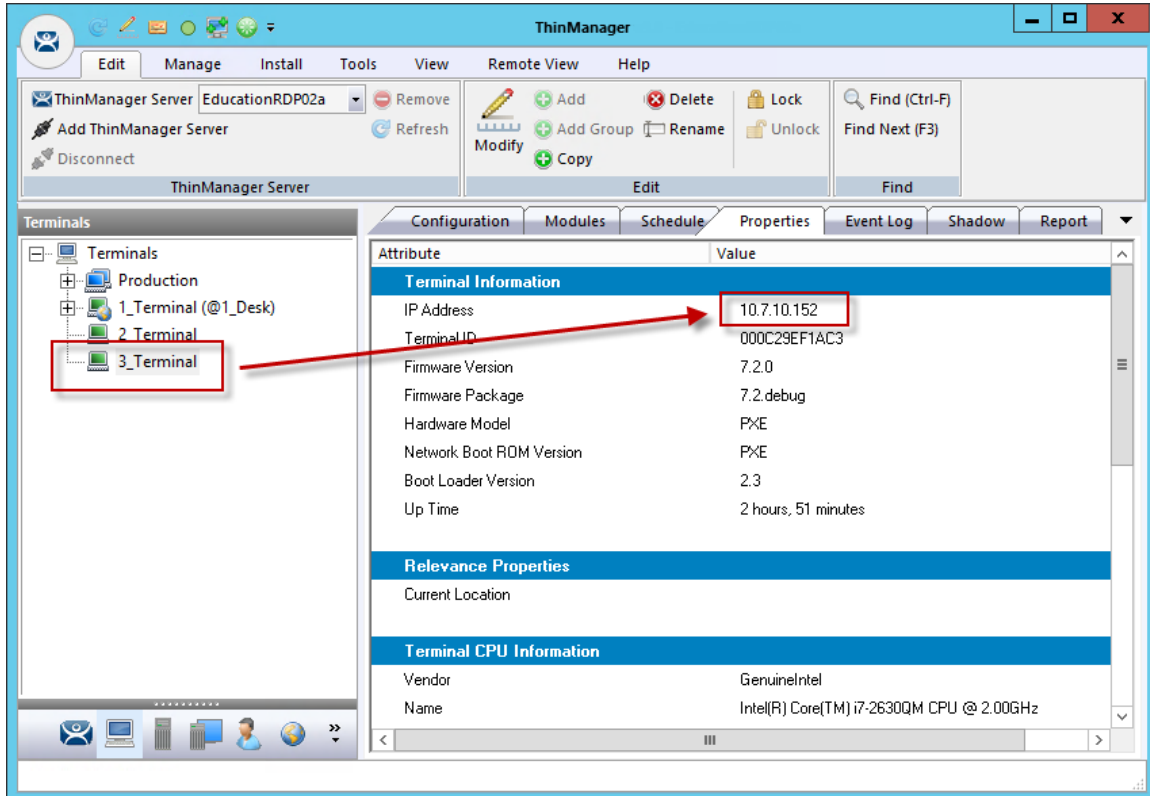 ThinManager
Edit Manage Install Tools View Remote View Help
ThinManager Server EducationRDP02a Remove Add Delete Lock Find (Ctrl-F)
Add ThinManager Server Refresh Modify Add Group Rename Unlock Find Next (F3)
Disconnect Copy
ThinManager Server Edit Find
Terminals
Terminals
Production
1_Terminal (@1_Desk)
2_Terminal
3_Terminal
Configuration Modules Schedule Properties Event Log Shadow Report
Attribute Value
Terminal Information
IP Address 10.7.10.152
Terminal ID 000C29EF1AC3
Firmware Version 7.2.0
Firmware Package 7.2.debug
Hardware Model PXE
Network Boot ROM Version PXE
Boot Loader Version 2.3
Up Time 2 hours, 51 minutes
Relevance Properties
Current Location
Terminal CPU Information
Vendor GenuineIntel
Name Intel(R) Core(TM) i7-2630QM CPU @ 2.00GHz